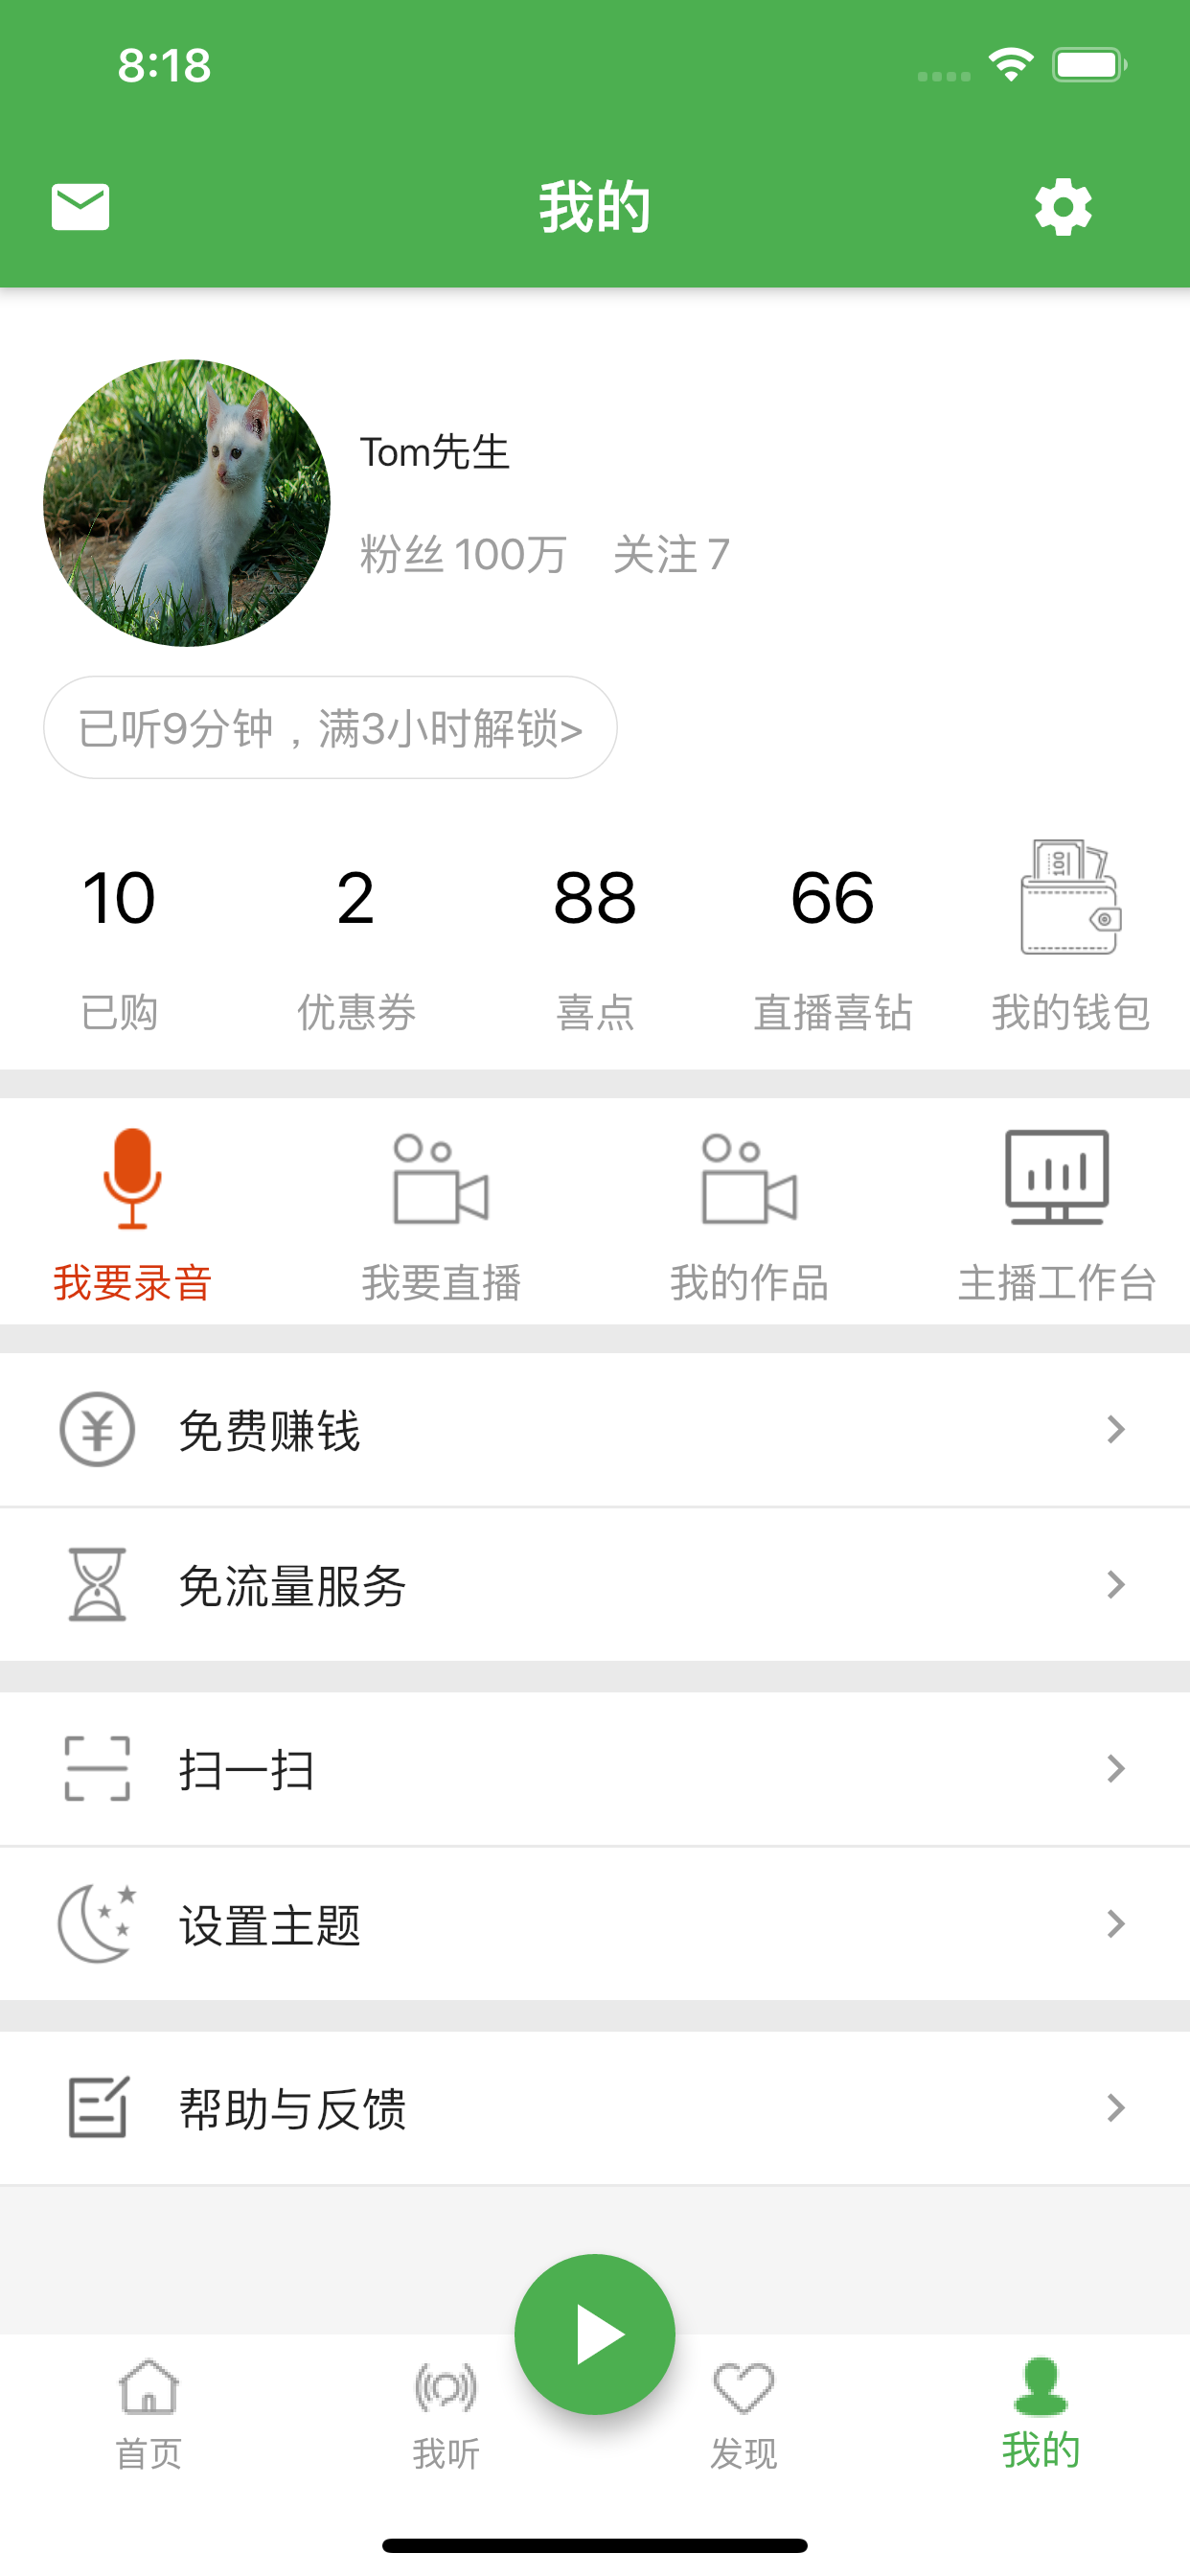 8:18
我的
Tom先生
粉丝 100万 关注 7
已听9分钟，满3小时解锁>
10 2 88 66 100
已购 优惠券 喜点 直播喜钻 我的钱包
我要录音 我要直播 我的作品 主播工作台
¥ 免费赚钱
免流量服务
扫一扫
设置主题
帮助与反馈
首页 我听 发现 我的